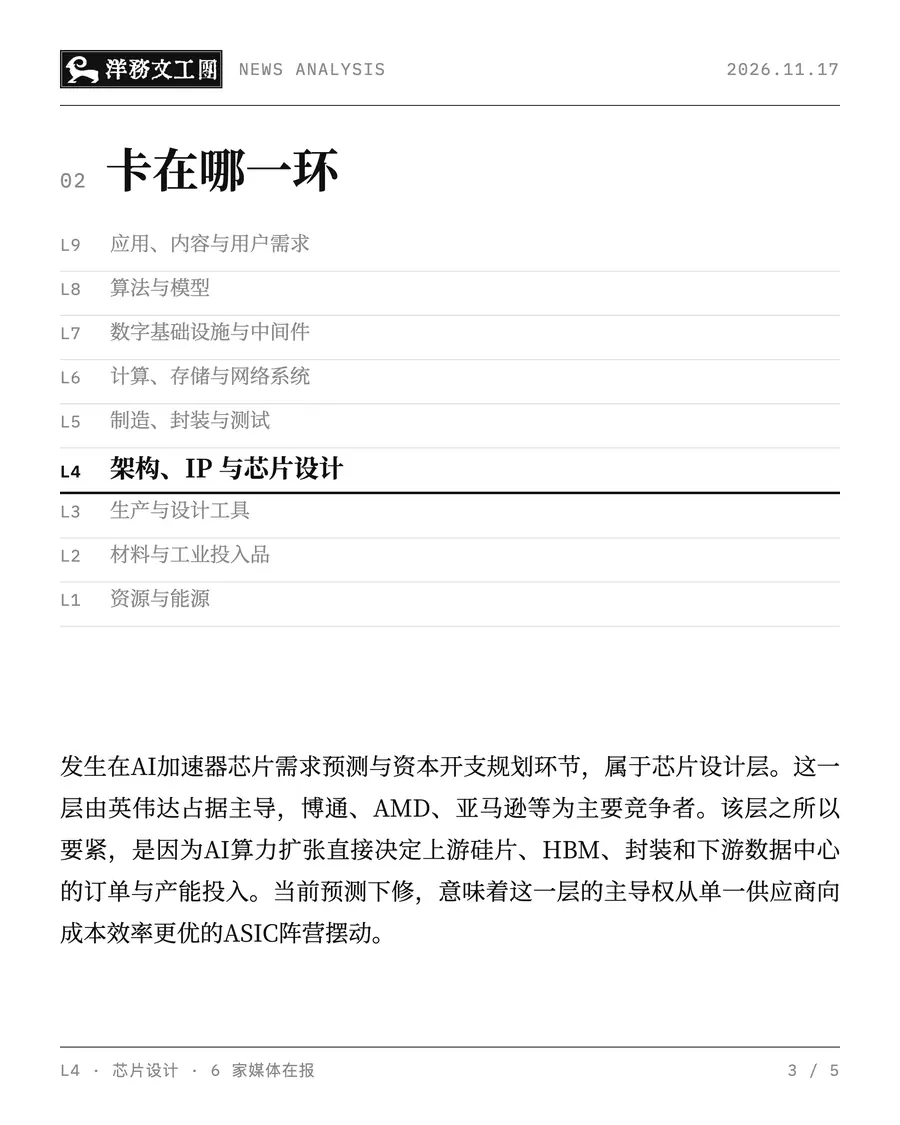 洋務文工團 NEWS ANALYSIS 2026.11.17
02 卡在哪一环
L9 应用、内容与用户需求
L8 算法与模型
L7 数字基础设施与中间件
L6 计算、存储与网络系统
L5 制造、封装与测试
L4 架构、IP 与芯片设计
L3 生产与设计工具
L2 材料与工业投入品
L1 资源与能源
发生在AI加速器芯片需求预测与资本开支规划环节，属于芯片设计层。这一
层由英伟达占据主导，博通、AMD、亚马逊等为主要竞争者。该层之所以
要紧，是因为AI算力扩张直接决定上游硅片、HBM、封装和下游数据中心
的订单与产能投入。当前预测下修，意味着这一层的主导权从单一供应商向
成本效率更优的ASIC阵营摆动。
L4 · 芯片设计 · 6 家媒体在报 3 / 5